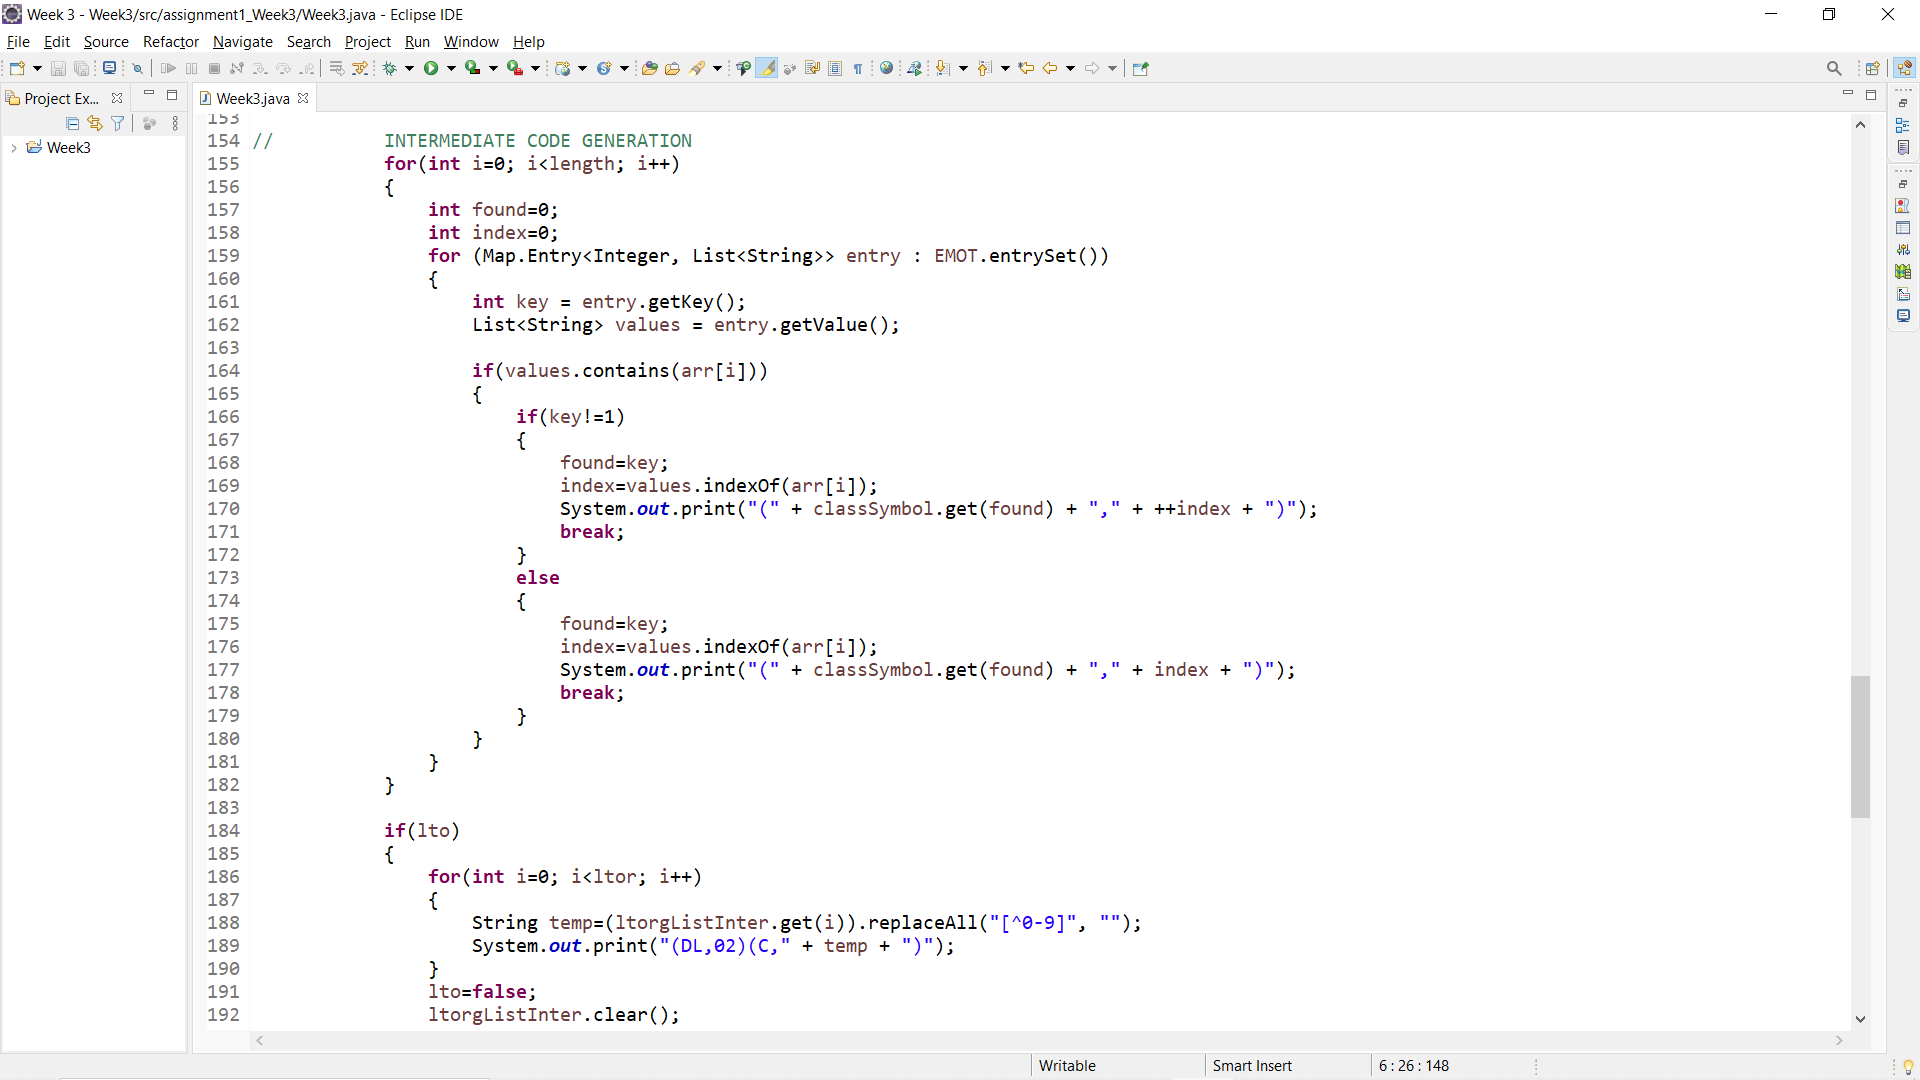 Week 3 - Week3/src/assignment1_Week3/Week3.java - Eclipse IDE
File Edit Source Refactor Navigate Search Project Run Window Help
Project Ex...
Week3.java
Week3
153
154 // INTERMEDIATE CODE GENERATION
155 for(int i=0; i<length; i++)
156 {
157 int found=0;
158 int index=0;
159 for (Map.Entry<Integer, List<String>> entry : EMOT.entrySet())
160 {
161 int key = entry.getKey();
162 List<String> values = entry.getValue();
163
164 if(values.contains(arr[i]))
165 {
166 if(key!=1)
167 {
168 found=key;
169 index=values.indexOf(arr[i]);
170 System.out.print("(" + classSymbol.get(found) + "," + ++index + ")");
171 break;
172 }
173 else
174 {
175 found=key;
176 index=values.indexOf(arr[i]);
177 System.out.print("(" + classSymbol.get(found) + "," + index + ")");
178 break;
179 }
180 }
181 }
182 }
183
184 if(lto)
185 {
186 for(int i=0; i<ltor; i++)
187 {
188 String temp=(ltorgListInter.get(i)).replaceAll("[^0-9]", "");
189 System.out.print("(DL,02)(C," + temp + ")");
190 }
191 lto=false;
192 ltorgListInter.clear();
Writable Smart Insert 6 : 26 : 148